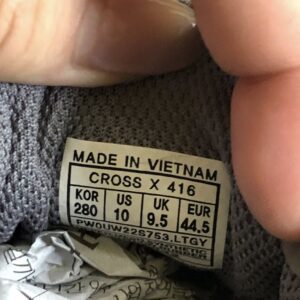 MADE IN VIETNAM
CROSS X 416
KOR US UK EUR
280 10 9.5 44.5
PW0UW22S753.LTGY